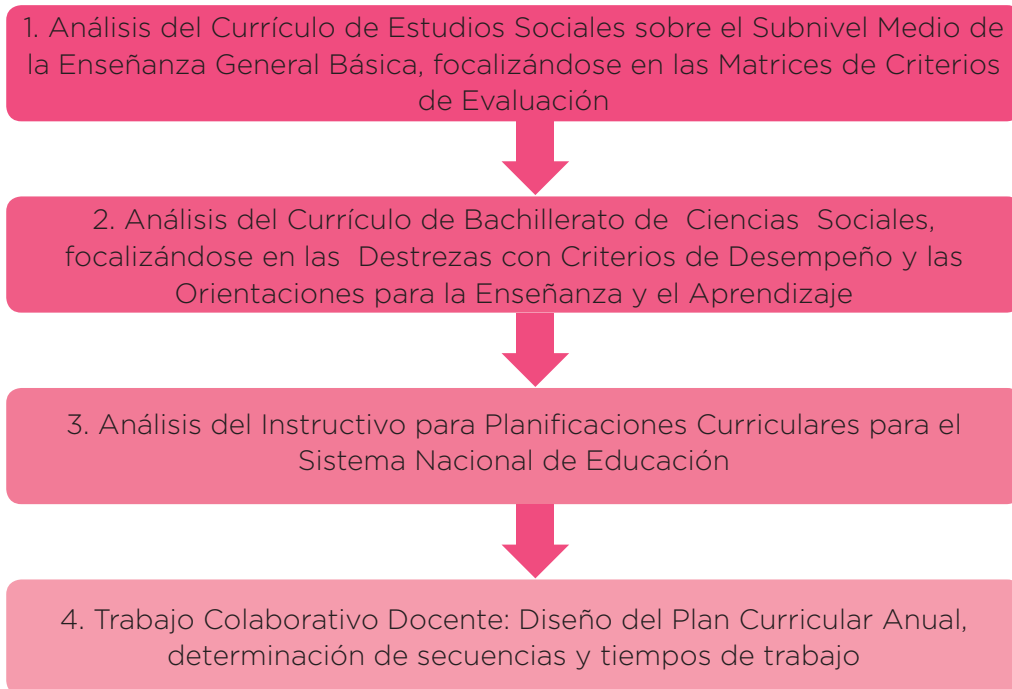 1. Análisis del Currículo de Estudios Sociales sobre el Subnivel Medio de
la Enseñanza General Básica, focalizándose en las Matrices de Criterios
de Evaluación
2. Análisis del Currículo de Bachillerato de Ciencias Sociales,
focalizándose en las Destrezas con Criterios de Desempeño y las
Orientaciones para la Enseñanza y el Aprendizaje
3. Análisis del Instructivo para Planificaciones Curriculares para el
Sistema Nacional de Educación
4. Trabajo Colaborativo Docente: Diseño del Plan Curricular Anual,
determinación de secuencias y tiempos de trabajo